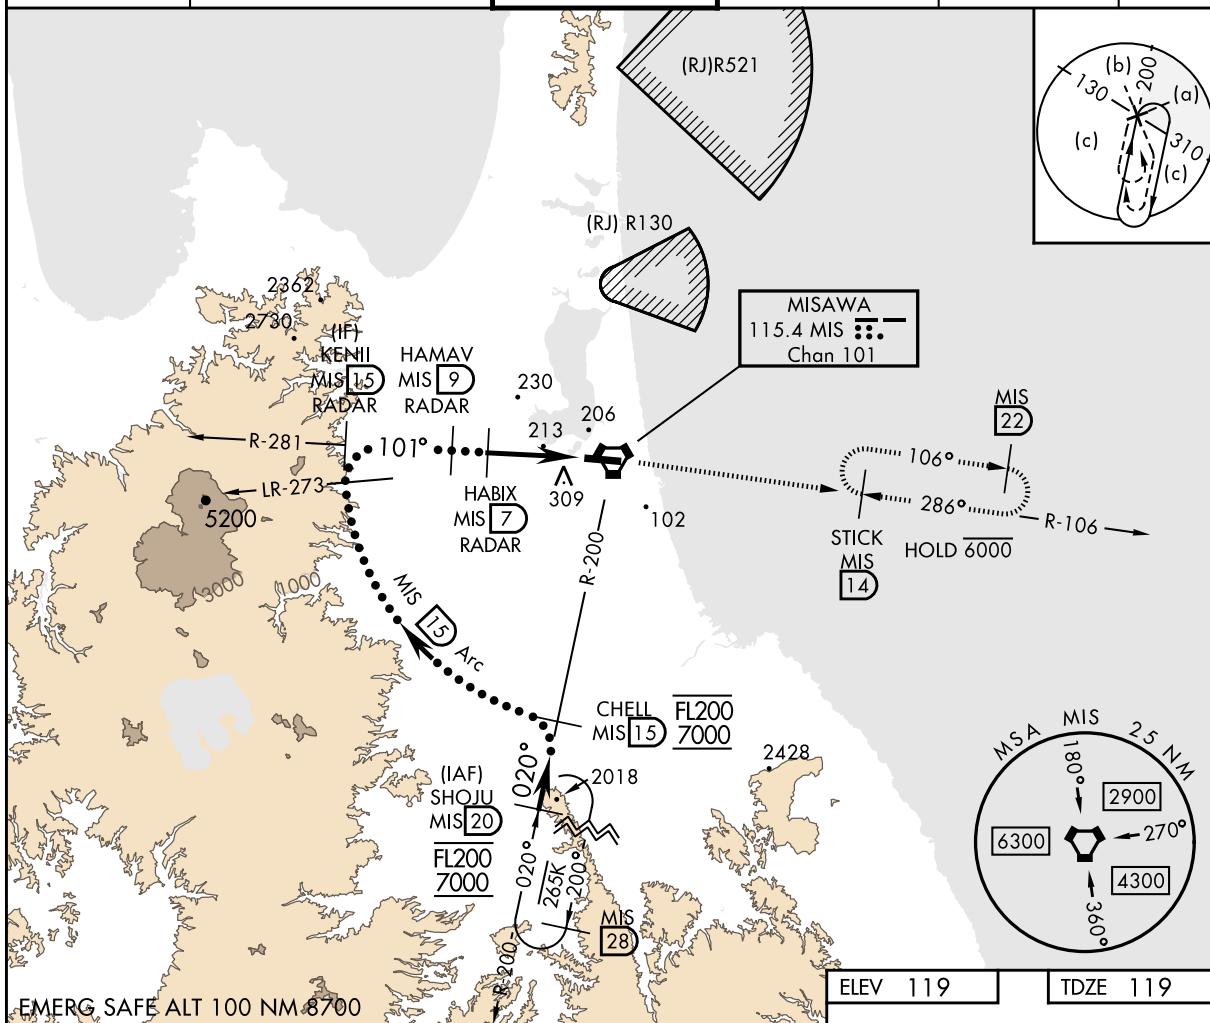 (RJ)R521
(b)
200
130
(a)
(c)
310
(c)
(RJ) R130
2362
2730
MISAWA
115.4 MIS
Chan 101
(IF)
KENII
MIS 15
RADAR
HAMAV
MIS 9
RADAR
230
206
213
MIS
22
R-281
101°
106°
LR-273
309
286°
5200
HABIX
MIS 7
RADAR
102
R-106
STICK
MIS
14
HOLD 6000
R-200
3000
1000
MIS 15 Arc
CHELL
MIS 15
FL200
7000
MSA MIS 25 NM
180°
2900
270°
6300
4300
360°
2428
020°
2018
(IAF)
SHOJU
MIS 20
FL200
7000
020°
265K
200°
MIS
28
R-200
ELEV 119
TDZE 119
EMERG SAFE ALT 100 NM 8700